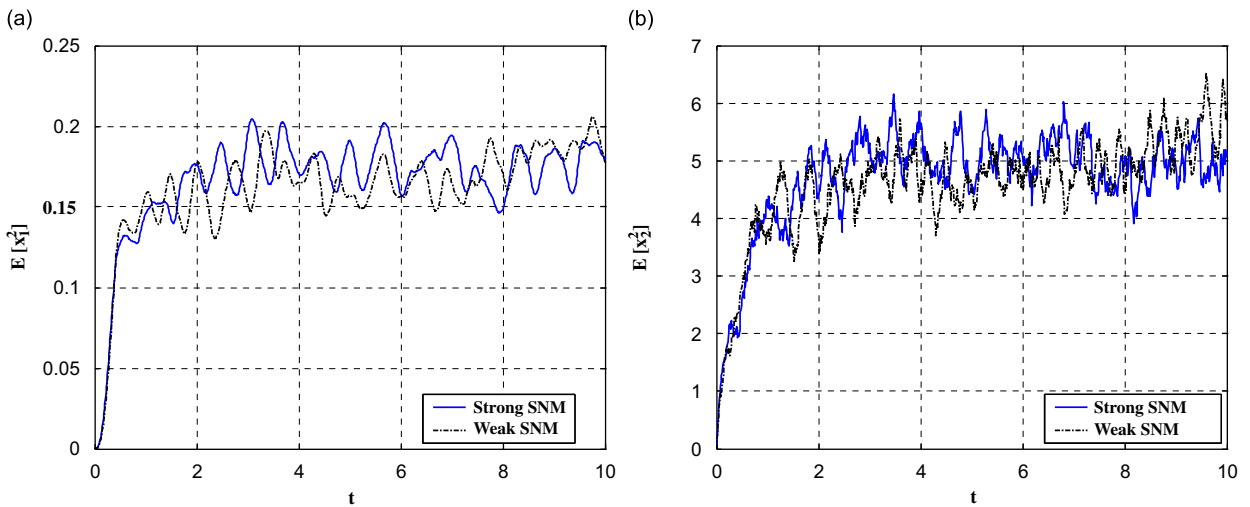 (a)
0.25
0.2
0.15
0.1
0.05
0
E [x₁²]
0 2 4 6 8 10
t
Strong SNM
Weak SNM
(b)
7
6
5
4
3
2
1
0
E [x₂²]
0 2 4 6 8 10
t
Strong SNM
Weak SNM